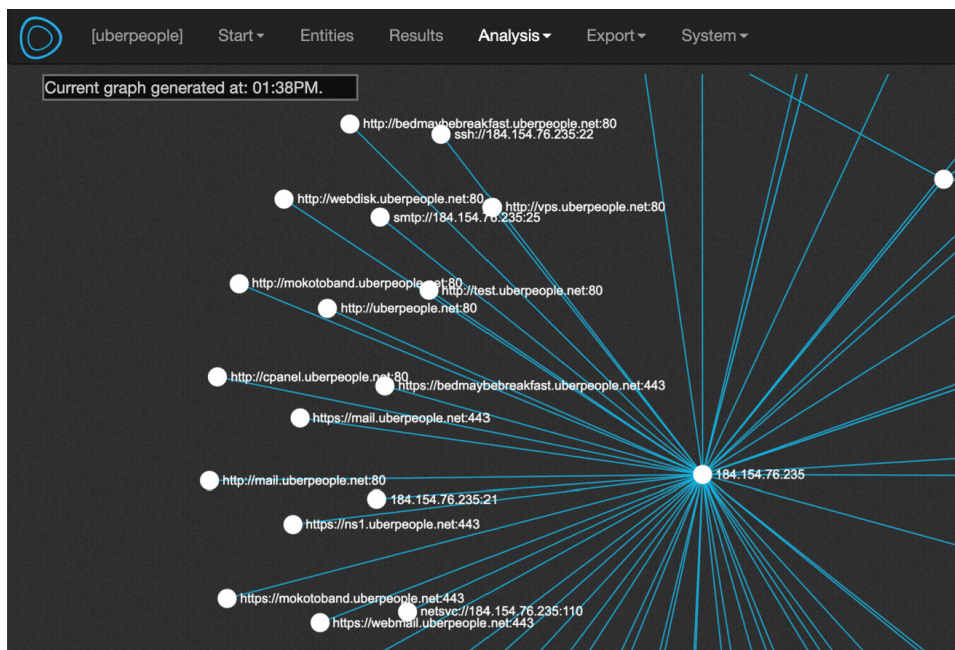 [uberpeople] Start Entities Results Analysis Export System
Current graph generated at: 01:38PM.
http://bedmaybebreakfast.uberpeople.net:80
ssh://184.154.76.235:22
http://webdisk.uberpeople.net:80
http://vps.uberpeople.net:80
smtp://184.154.76.235:25
http://mokotoband.uberpeople.net:80
http://test.uberpeople.net:80
http://uberpeople.net:80
http://cpanel.uberpeople.net:80
https://bedmaybebreakfast.uberpeople.net:443
https://mail.uberpeople.net:443
184.154.76.235
http://mail.uberpeople.net:80
184.154.76.235:21
https://ns1.uberpeople.net:443
https://mokotoband.uberpeople.net:443
netsvc://184.154.76.235:110
https://webmail.uberpeople.net:443